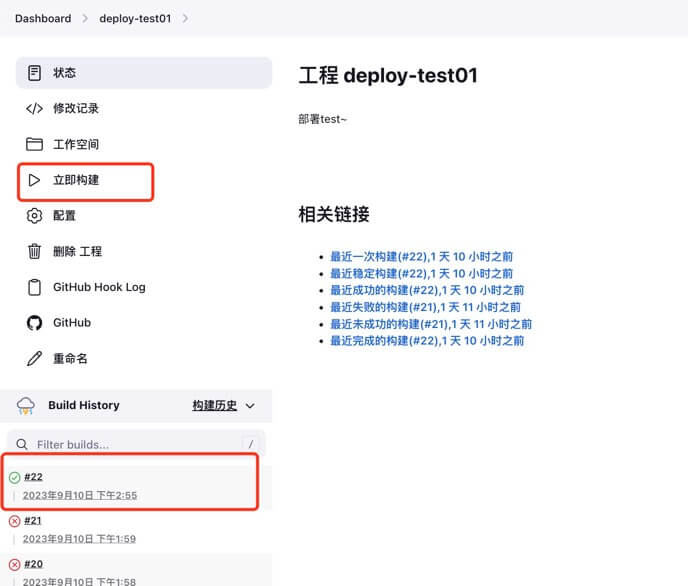 Dashboard > deploy-test01 >
状态
修改记录
工作空间
立即构建
配置
删除 工程
GitHub Hook Log
GitHub
重命名
Build History 构建历史
Filter builds... /
#22
2023年9月10日 下午2:55
#21
2023年9月10日 下午1:59
#20
2023年9月10日 下午1:58
工程 deploy-test01
部署test~
相关链接
最近一次构建(#22),1 天 10 小时之前
最近稳定构建(#22),1 天 10 小时之前
最近成功的构建(#22),1 天 10 小时之前
最近失败的构建(#21),1 天 11 小时之前
最近未成功的构建(#21),1 天 11 小时之前
最近完成的构建(#22),1 天 10 小时之前